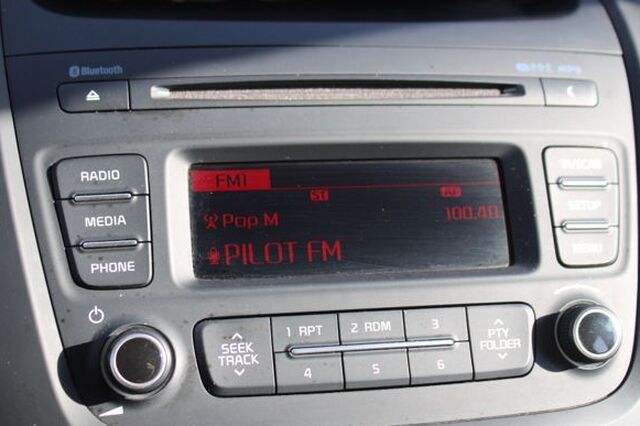 Bluetooth
RADIO
MEDIA
PHONE
FM1
ST
AF
Pop M
100.40
PILOT FM
TA/SCAN
SETUP
MENU
SEEK
TRACK
1 RPT
2 RDM
3
4
5
6
PTY
FOLDER